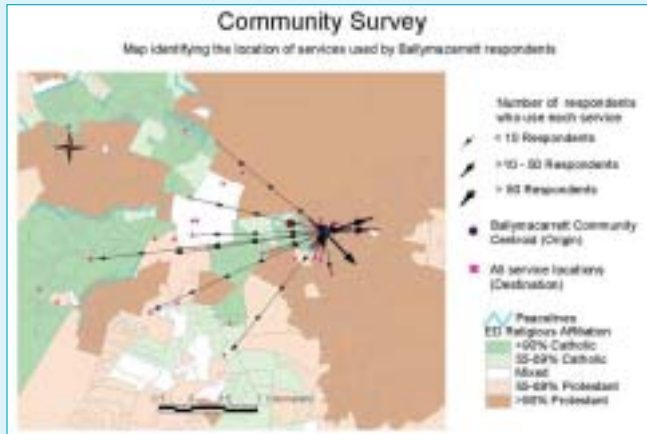 Community Survey
Map identifying the location of services used by Ballymacarrett respondents
Number of respondents
who use each service
< 10 Respondents
>10 - 50 Respondents
> 50 Respondents
Ballymacarrett Community
Centroid (Origin)
All service locations
(Destination)
Peacelines
ED Religious Affiliation
>90% Catholic
55-89% Catholic
Mixed
55-89% Protestant
>90% Protestant